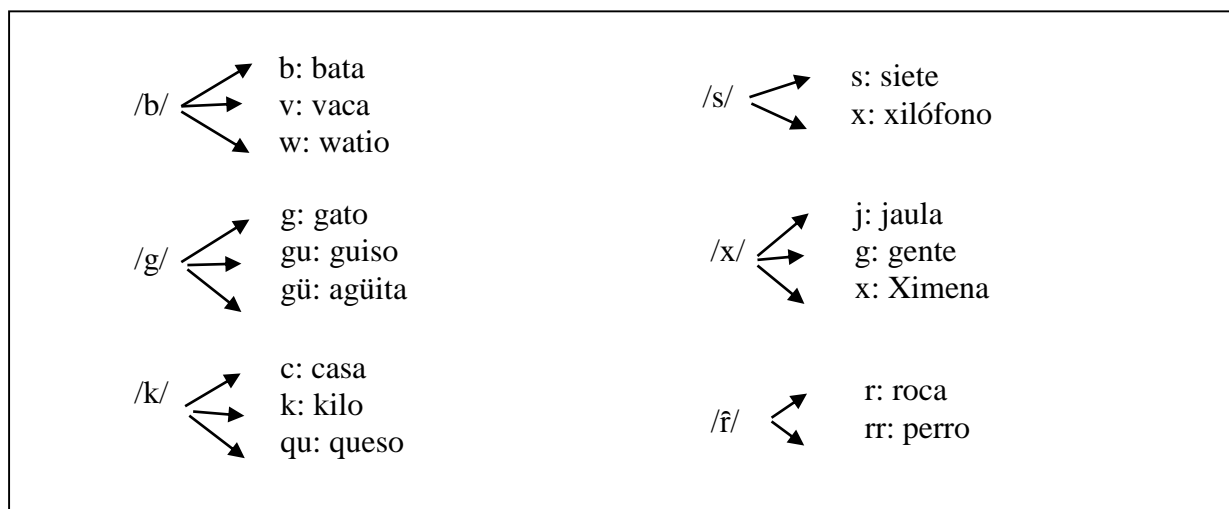 /b/
b: bata
v: vaca
w: watio
/g/
g: gato
gu: guiso
gü: agüita
/k/
c: casa
k: kilo
qu: queso
/s/
s: siete
x: xilófono
/x/
j: jaula
g: gente
x: Ximena
/r̂/
r: roca
rr: perro